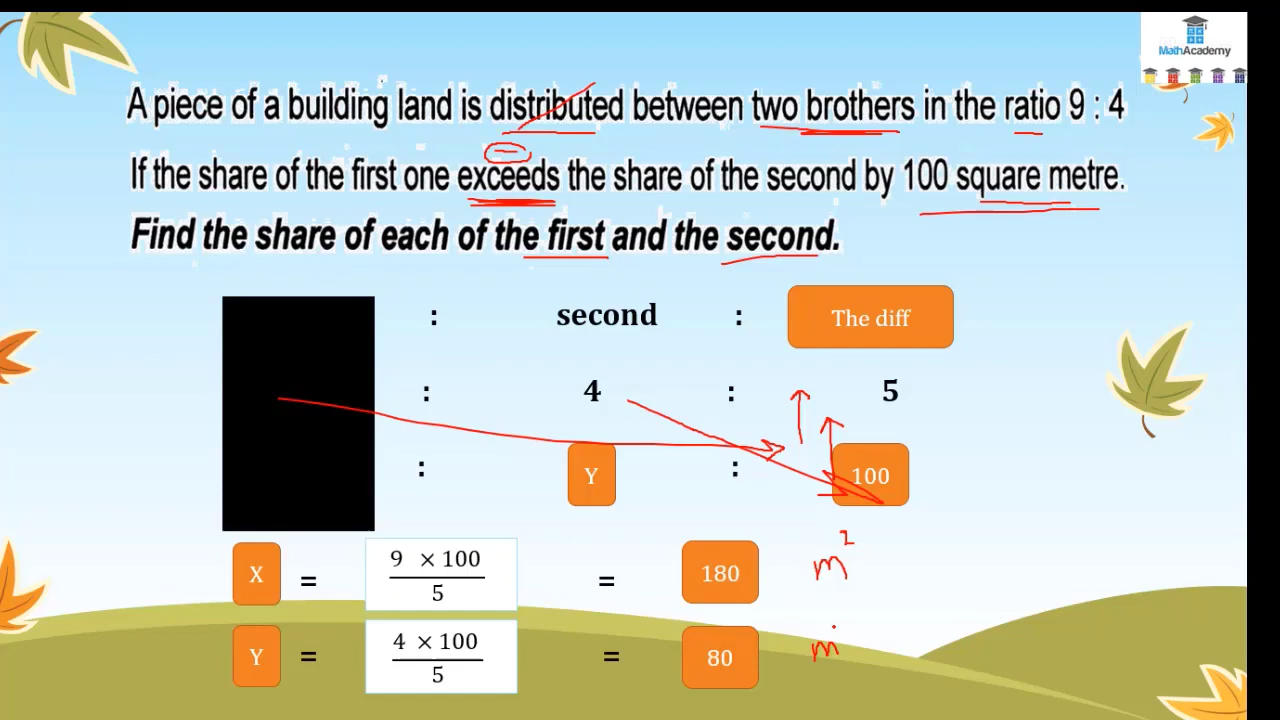 MathAcademy
A piece of a building land is distributed between two brothers in the ratio 9 : 4
If the share of the first one exceeds the share of the second by 100 square metre.
Find the share of each of the first and the second.
: second : The diff
: 4 : 5
: Y : 100
X = 9 × 100 / 5 = 180 m²
Y = 4 × 100 / 5 = 80 m